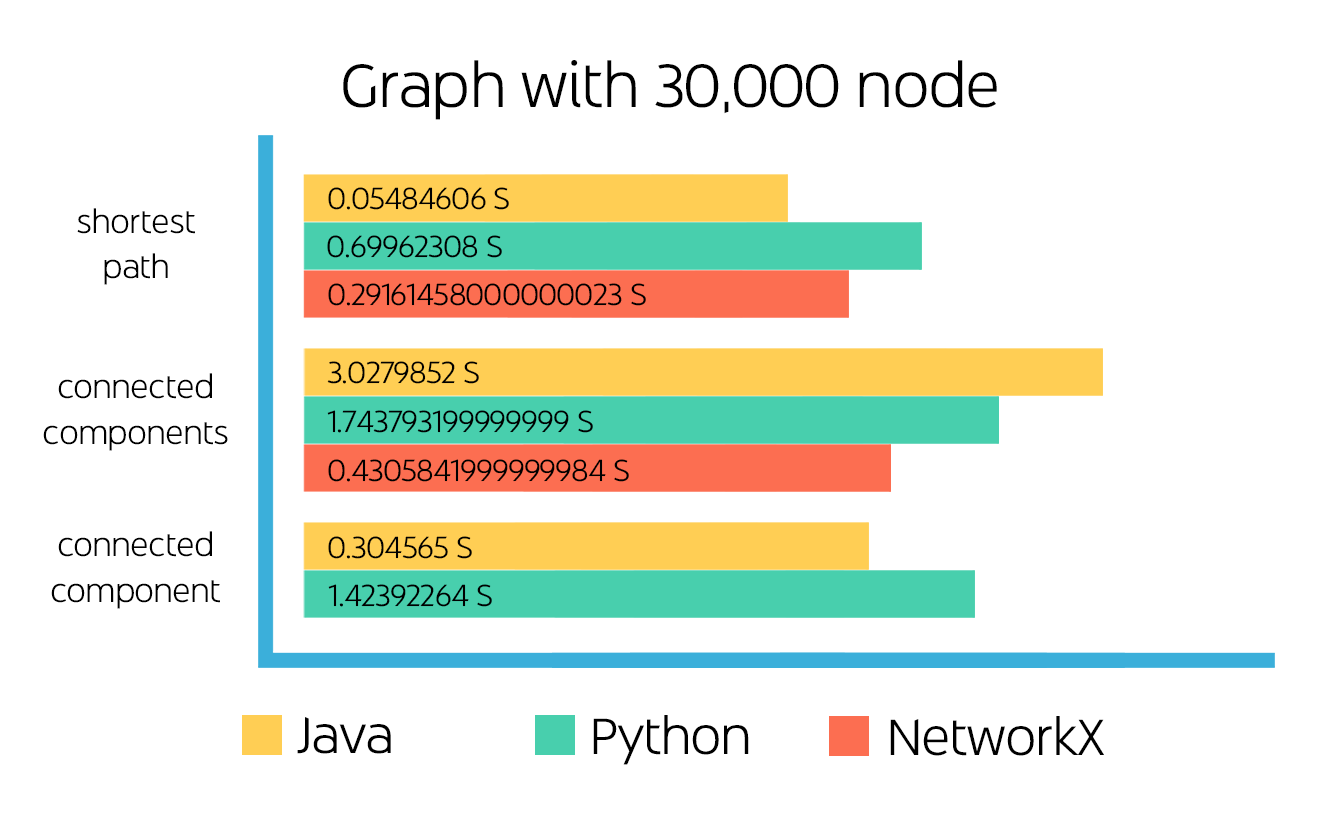 Graph with 30,000 node
shortest
path
0.05484606 S
0.69962308 S
0.29161458000000023 S
connected
components
3.0279852 S
1.743793199999999 S
0.4305841999999984 S
connected
component
0.304565 S
1.42392264 S
Java
Python
NetworkX